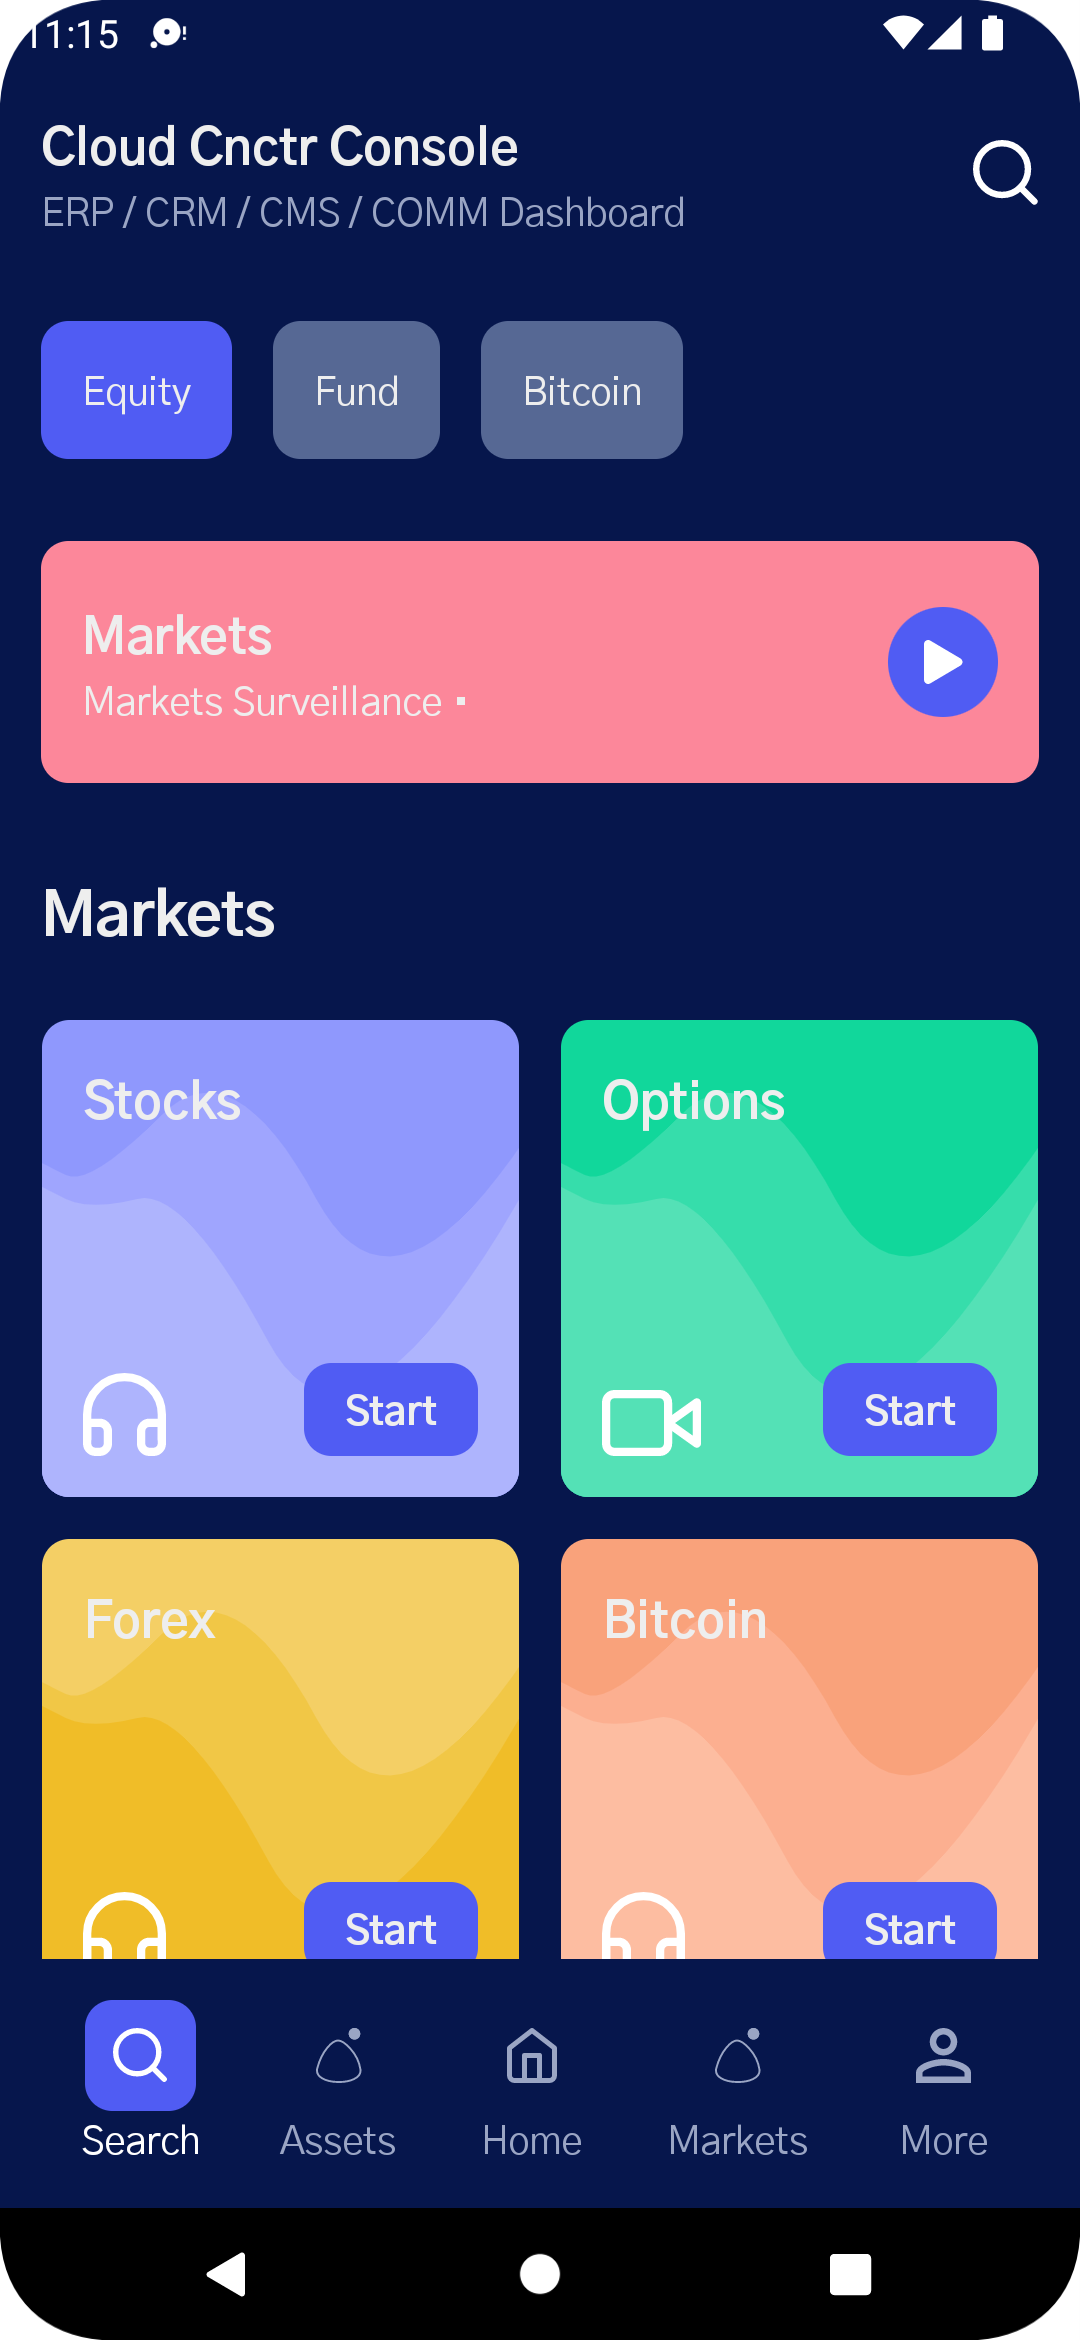 11:15
Cloud Cnctr Console
ERP / CRM / CMS / COMM Dashboard
Equity
Fund
Bitcoin
Markets
Markets Surveillance ▪
Markets
Stocks
Options
Start
Start
Forex
Bitcoin
Start
Start
Search
Assets
Home
Markets
More